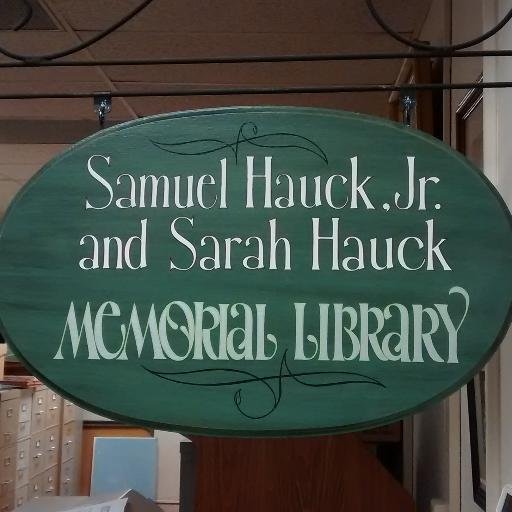 Samuel Hauck, Jr.
and Sarah Hauck
MEMORIAL LIBRARY